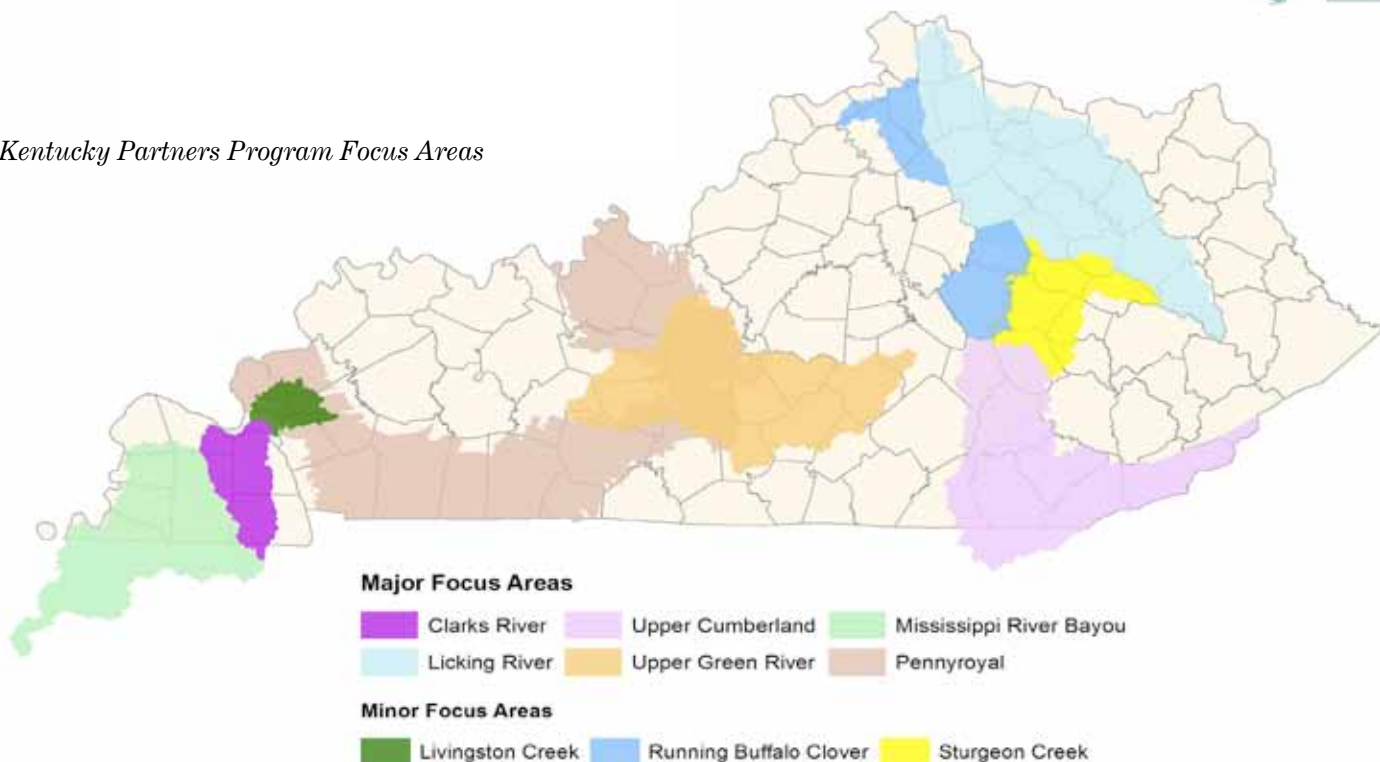 Kentucky Partners Program Focus Areas
Major Focus Areas
Clarks River Upper Cumberland Mississippi River Bayou
Licking River Upper Green River Pennyroyal
Minor Focus Areas
Livingston Creek Running Buffalo Clover Sturgeon Creek